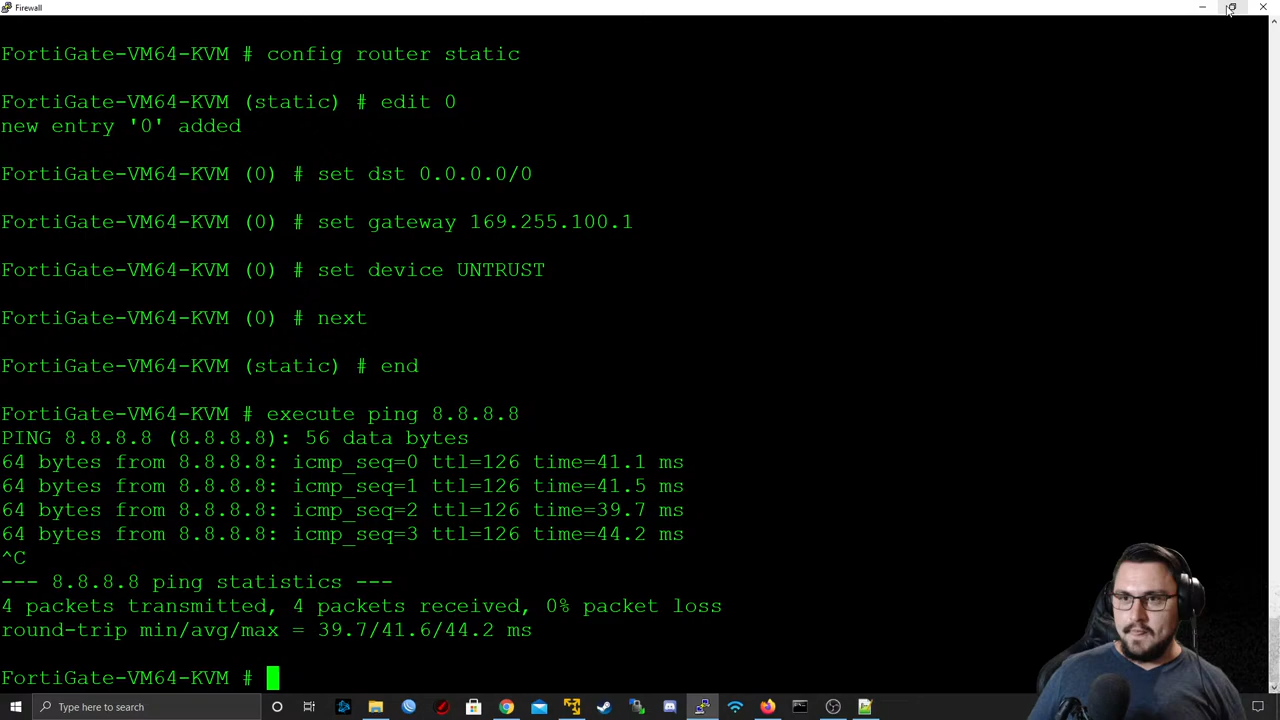 Firewall
FortiGate-VM64-KVM # config router static
FortiGate-VM64-KVM (static) # edit 0
new entry '0' added
FortiGate-VM64-KVM (0) # set dst 0.0.0.0/0
FortiGate-VM64-KVM (0) # set gateway 169.255.100.1
FortiGate-VM64-KVM (0) # set device UNTRUST
FortiGate-VM64-KVM (0) # next
FortiGate-VM64-KVM (static) # end
FortiGate-VM64-KVM # execute ping 8.8.8.8
PING 8.8.8.8 (8.8.8.8): 56 data bytes
64 bytes from 8.8.8.8: icmp_seq=0 ttl=126 time=41.1 ms
64 bytes from 8.8.8.8: icmp_seq=1 ttl=126 time=41.5 ms
64 bytes from 8.8.8.8: icmp_seq=2 ttl=126 time=39.7 ms
64 bytes from 8.8.8.8: icmp_seq=3 ttl=126 time=44.2 ms
^C
--- 8.8.8.8 ping statistics ---
4 packets transmitted, 4 packets received, 0% packet loss
round-trip min/avg/max = 39.7/41.6/44.2 ms
FortiGate-VM64-KVM #
Type here to search